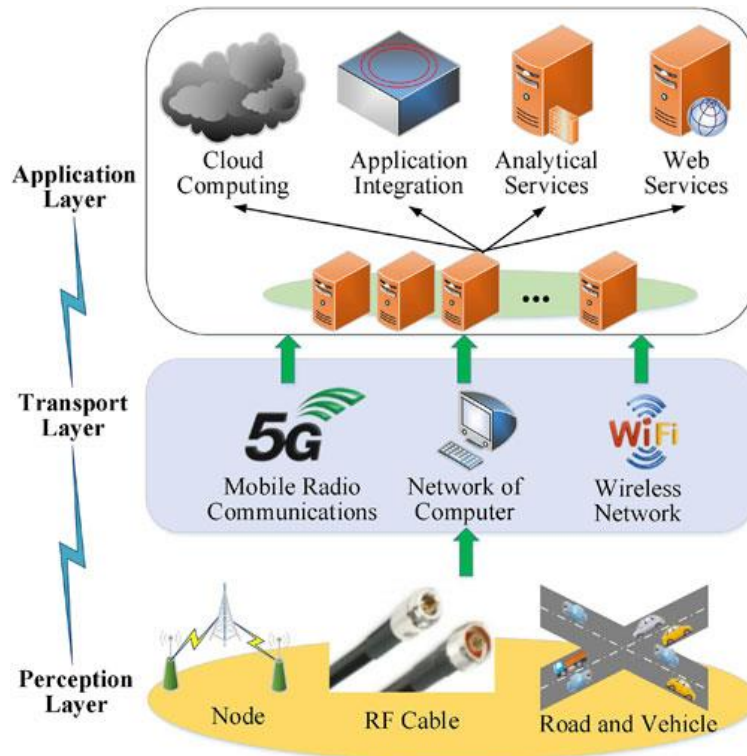 Cloud
Computing
Application
Integration
Analytical
Services
Web
Services
Application
Layer
...
Transport
Layer
5G
WiFi
Mobile Radio
Communications
Network of
Computer
Wireless
Network
Perception
Layer
Node
RF Cable
Road and Vehicle